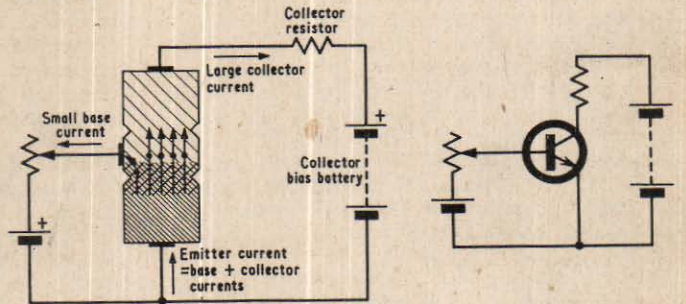 Collector
resistor
Large collector
current
Small base
current
+
+
Collector
bias battery
+
Emitter current
=base + collector
currents